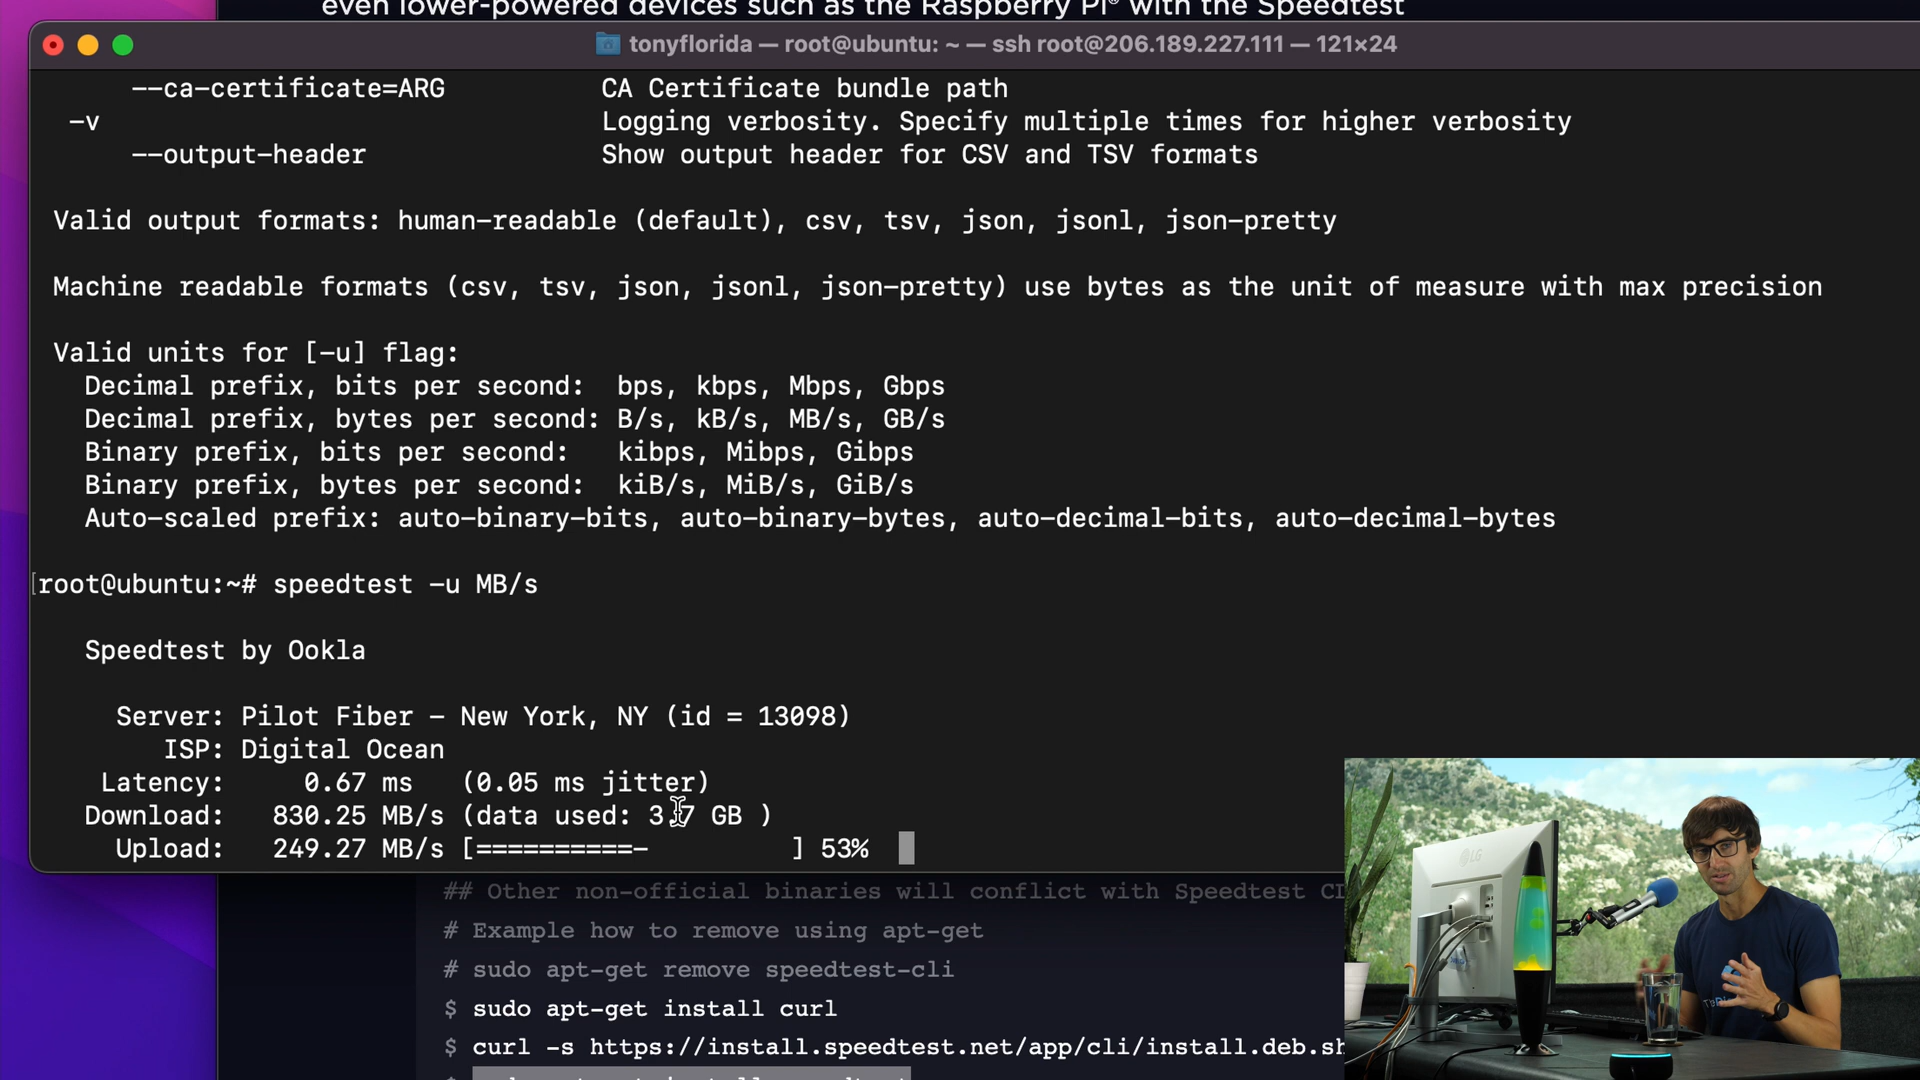 even lower-powered devices such as the Raspberry Pi® with the Speedtest
tonyflorida — root@ubuntu: ~ — ssh root@206.189.227.111 — 121×24
--ca-certificate=ARG CA Certificate bundle path
-v Logging verbosity. Specify multiple times for higher verbosity
--output-header Show output header for CSV and TSV formats
Valid output formats: human-readable (default), csv, tsv, json, jsonl, json-pretty
Machine readable formats (csv, tsv, json, jsonl, json-pretty) use bytes as the unit of measure with max precision
Valid units for [-u] flag:
Decimal prefix, bits per second: bps, kbps, Mbps, Gbps
Decimal prefix, bytes per second: B/s, kB/s, MB/s, GB/s
Binary prefix, bits per second: kibps, Mibps, Gibps
Binary prefix, bytes per second: kiB/s, MiB/s, GiB/s
Auto-scaled prefix: auto-binary-bits, auto-binary-bytes, auto-decimal-bits, auto-decimal-bytes
[root@ubuntu:~# speedtest -u MB/s
Speedtest by Ookla
Server: Pilot Fiber - New York, NY (id = 13098)
ISP: Digital Ocean
Latency: 0.67 ms (0.05 ms jitter)
Download: 830.25 MB/s (data used: 3.7 GB )
Upload: 249.27 MB/s [==========- ] 53%
## Other non-official binaries will conflict with Speedtest CL
# Example how to remove using apt-get
# sudo apt-get remove speedtest-cli
$ sudo apt-get install curl
$ curl -s https://install.speedtest.net/app/cli/install.deb.sh
LG